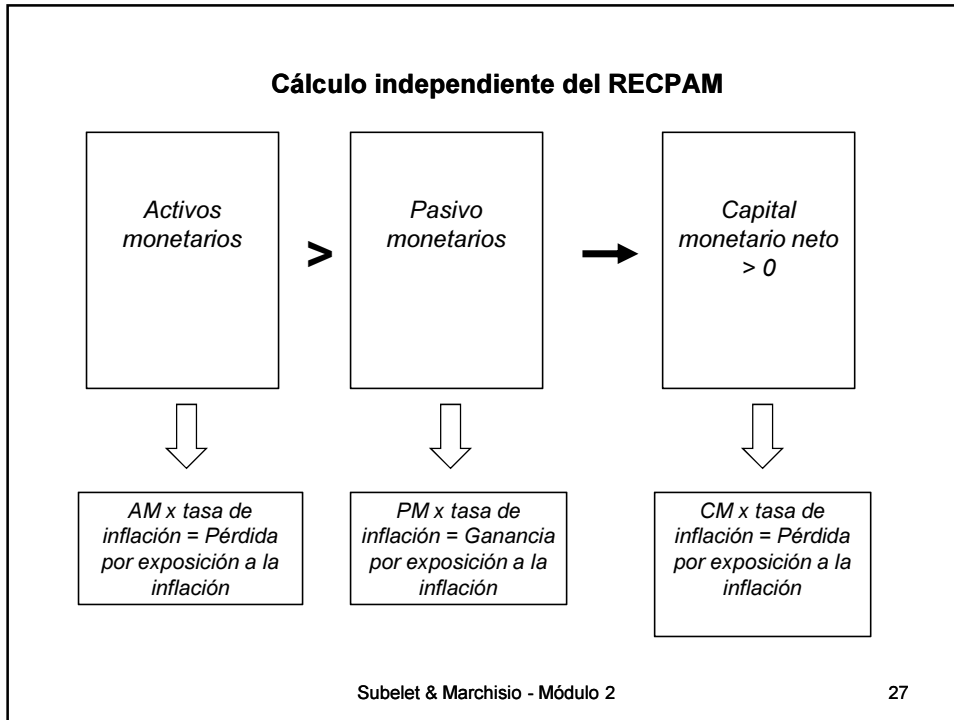 Cálculo independiente del RECPAM
Activos
monetarios
>
Pasivo
monetarios
Capital
monetario neto
> 0
AM x tasa de
inflación = Pérdida
por exposición a la
inflación
PM x tasa de
inflación = Ganancia
por exposición a la
inflación
CM x tasa de
inflación = Pérdida
por exposición a la
inflación
Subelet & Marchisio - Módulo 2
27